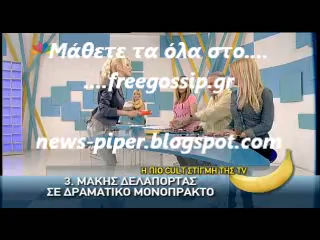 Μάθετε τα όλα στο....
....freegossip.gr
news-piper.blogspot.com
Η ΠΙΟ CULT ΣΤΙΓΜΗ ΤΗΣ TV
3. ΜΑΚΗΣ ΔΕΛΑΠΟΡΤΑΣ
ΣΕ ΔΡΑΜΑΤΙΚΟ ΜΟΝΟΠΡΑΚΤΟ